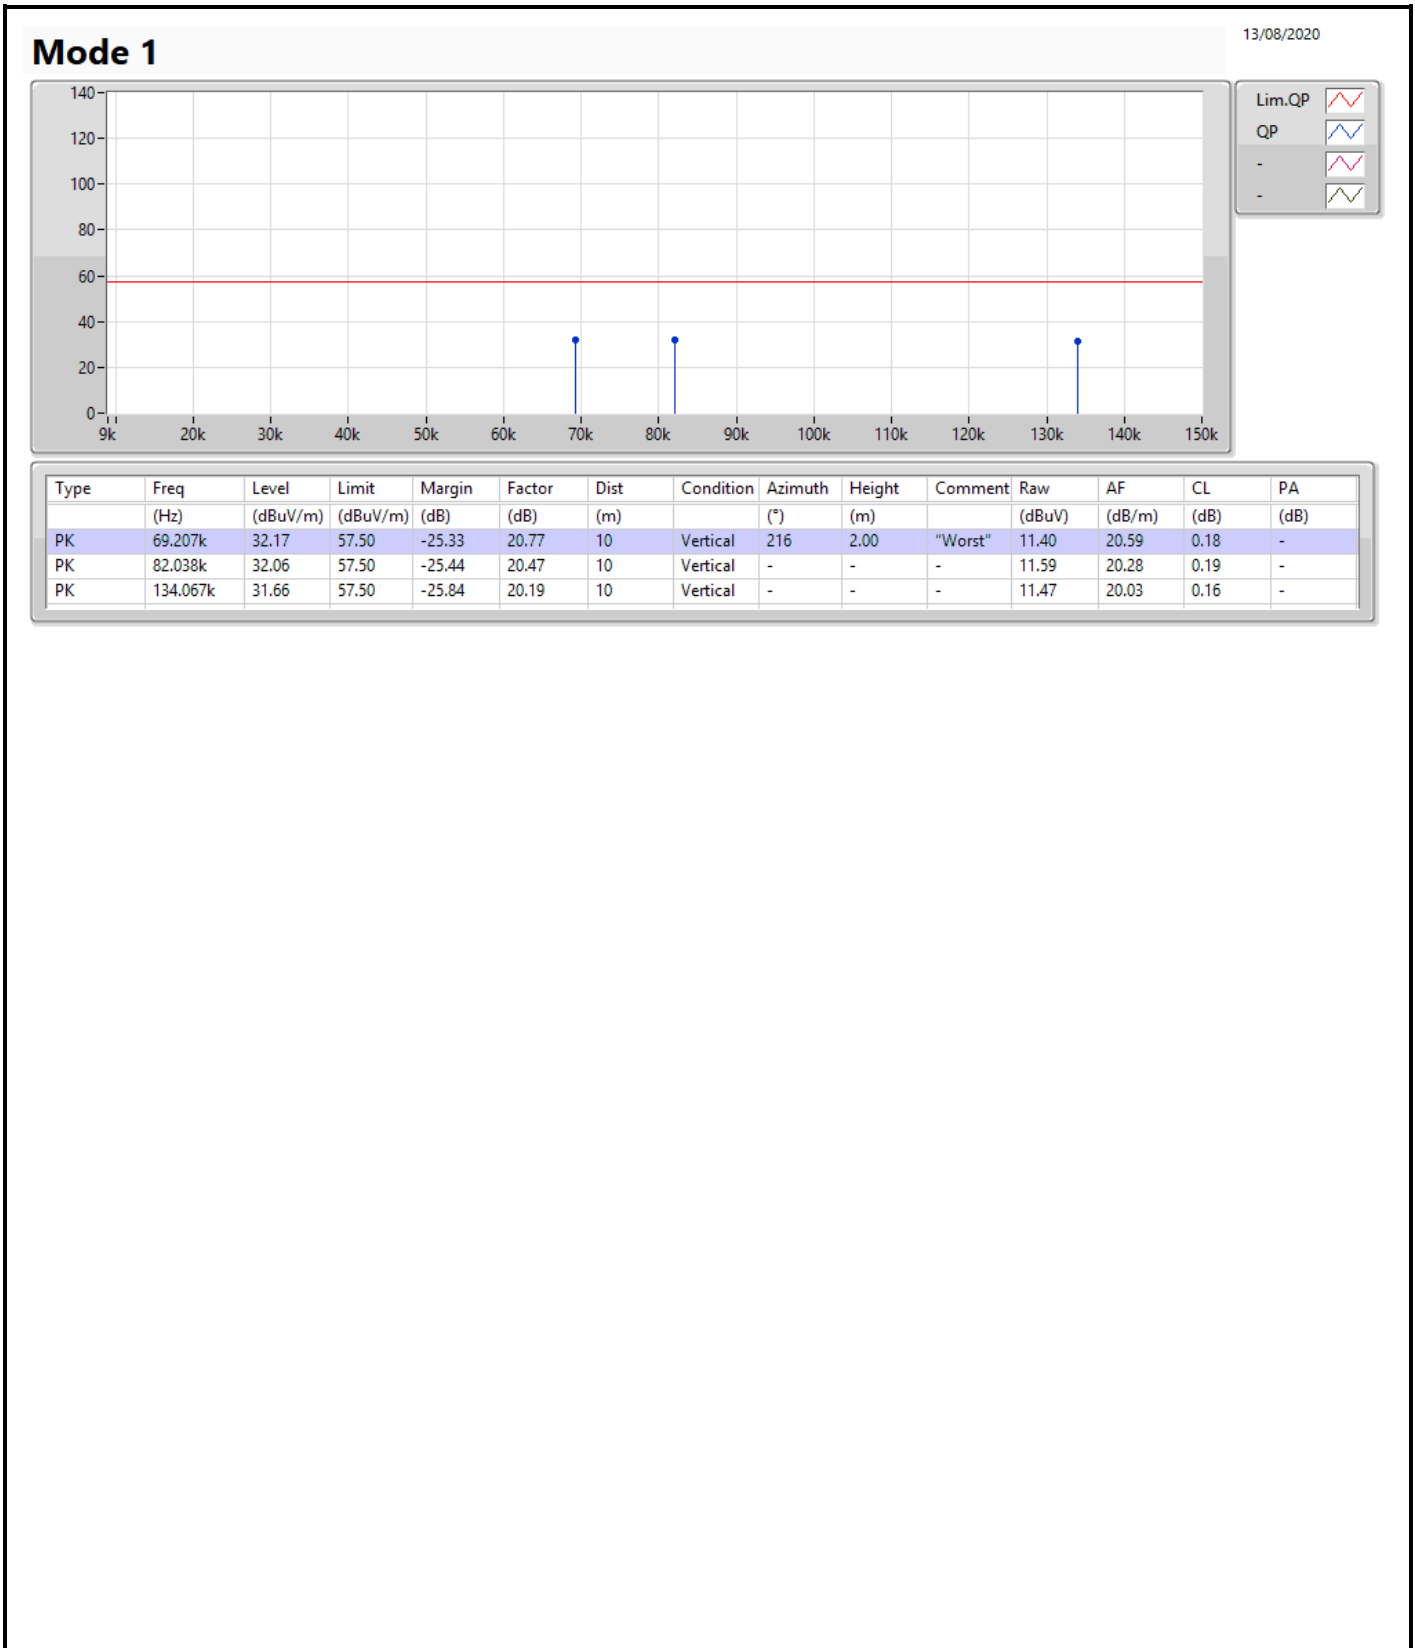 Mode 1
13/08/2020
140
120
100
80
60
40
20
0
9k 20k 30k 40k 50k 60k 70k 80k 90k 100k 110k 120k 130k 140k 150k
Lim.QP
QP
-
-
Type Freq Level Limit Margin Factor Dist Condition Azimuth Height Comment Raw AF CL PA
(Hz) (dBuV/m) (dBuV/m) (dB) (dB) (m) (°) (m) (dBuV) (dB/m) (dB) (dB)
PK 69.207k 32.17 57.50 -25.33 20.77 10 Vertical 216 2.00 "Worst" 11.40 20.59 0.18 -
PK 82.038k 32.06 57.50 -25.44 20.47 10 Vertical - - - 11.59 20.28 0.19 -
PK 134.067k 31.66 57.50 -25.84 20.19 10 Vertical - - - 11.47 20.03 0.16 -